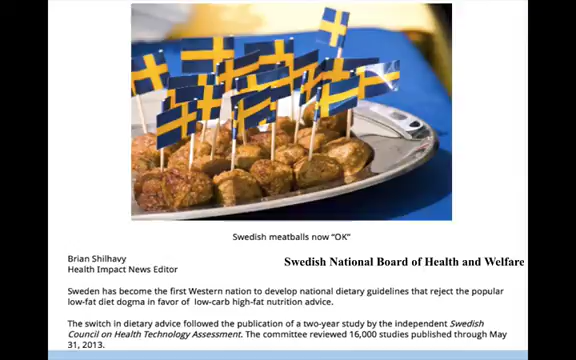 Swedish meatballs now “OK”
Brian Shilhavy
Health Impact News Editor
Swedish National Board of Health and Welfare
Sweden has become the first Western nation to develop national dietary guidelines that reject the popular
low-fat diet dogma in favor of low-carb high-fat nutrition advice.
The switch in dietary advice followed the publication of a two-year study by the independent Swedish
Council on Health Technology Assessment. The committee reviewed 16,000 studies published through May
31, 2013.